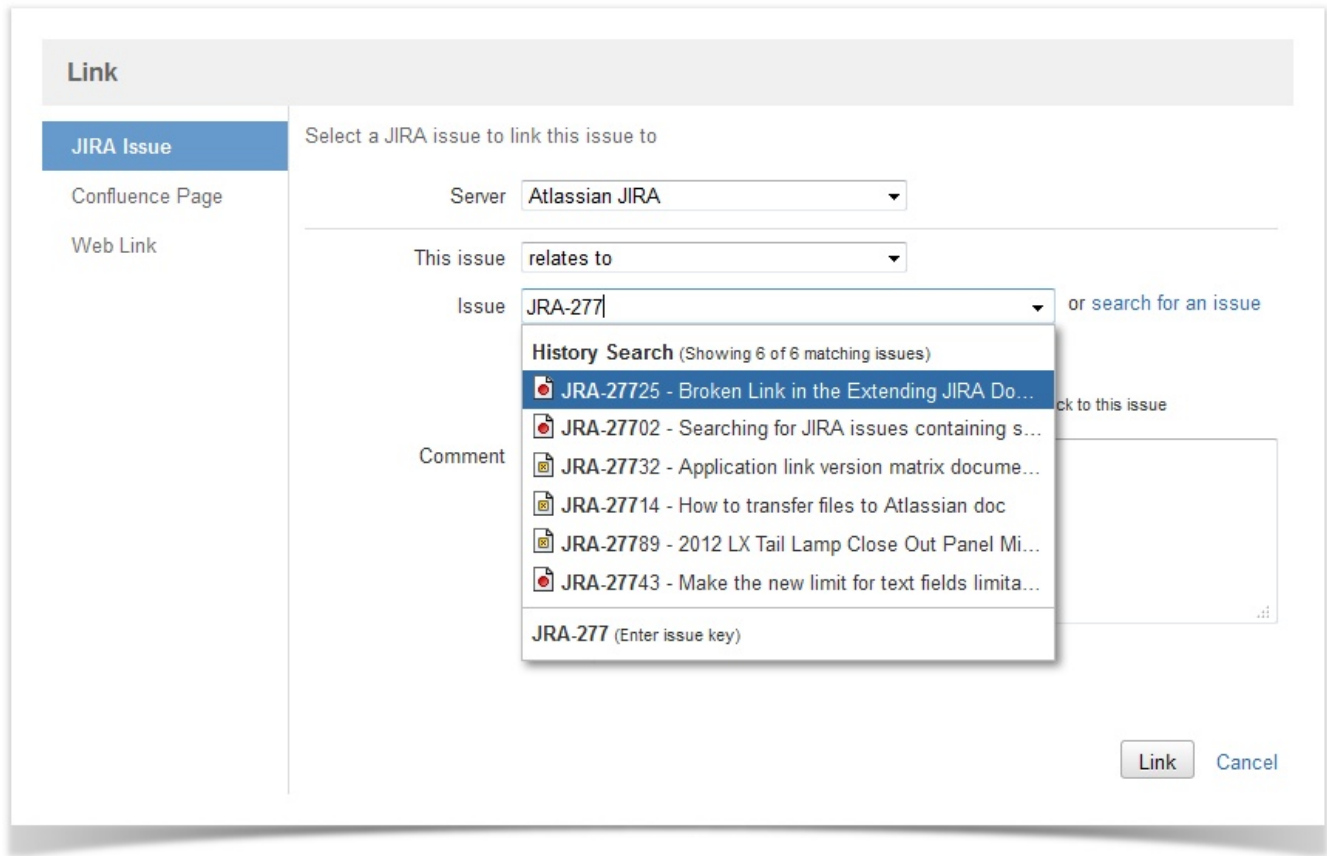 Link
JIRA Issue
Confluence Page
Web Link
Select a JIRA issue to link this issue to
Server Atlassian JIRA
This issue relates to
Issue JRA-277 or search for an issue
History Search (Showing 6 of 6 matching issues)
JRA-27725 - Broken Link in the Extending JIRA Do...
JRA-27702 - Searching for JIRA issues containing s...
JRA-27732 - Application link version matrix docume...
JRA-27714 - How to transfer files to Atlassian doc
JRA-27789 - 2012 LX Tail Lamp Close Out Panel Mi...
JRA-27743 - Make the new limit for text fields limita...
JRA-277 (Enter issue key)
ck to this issue
Comment
Link Cancel